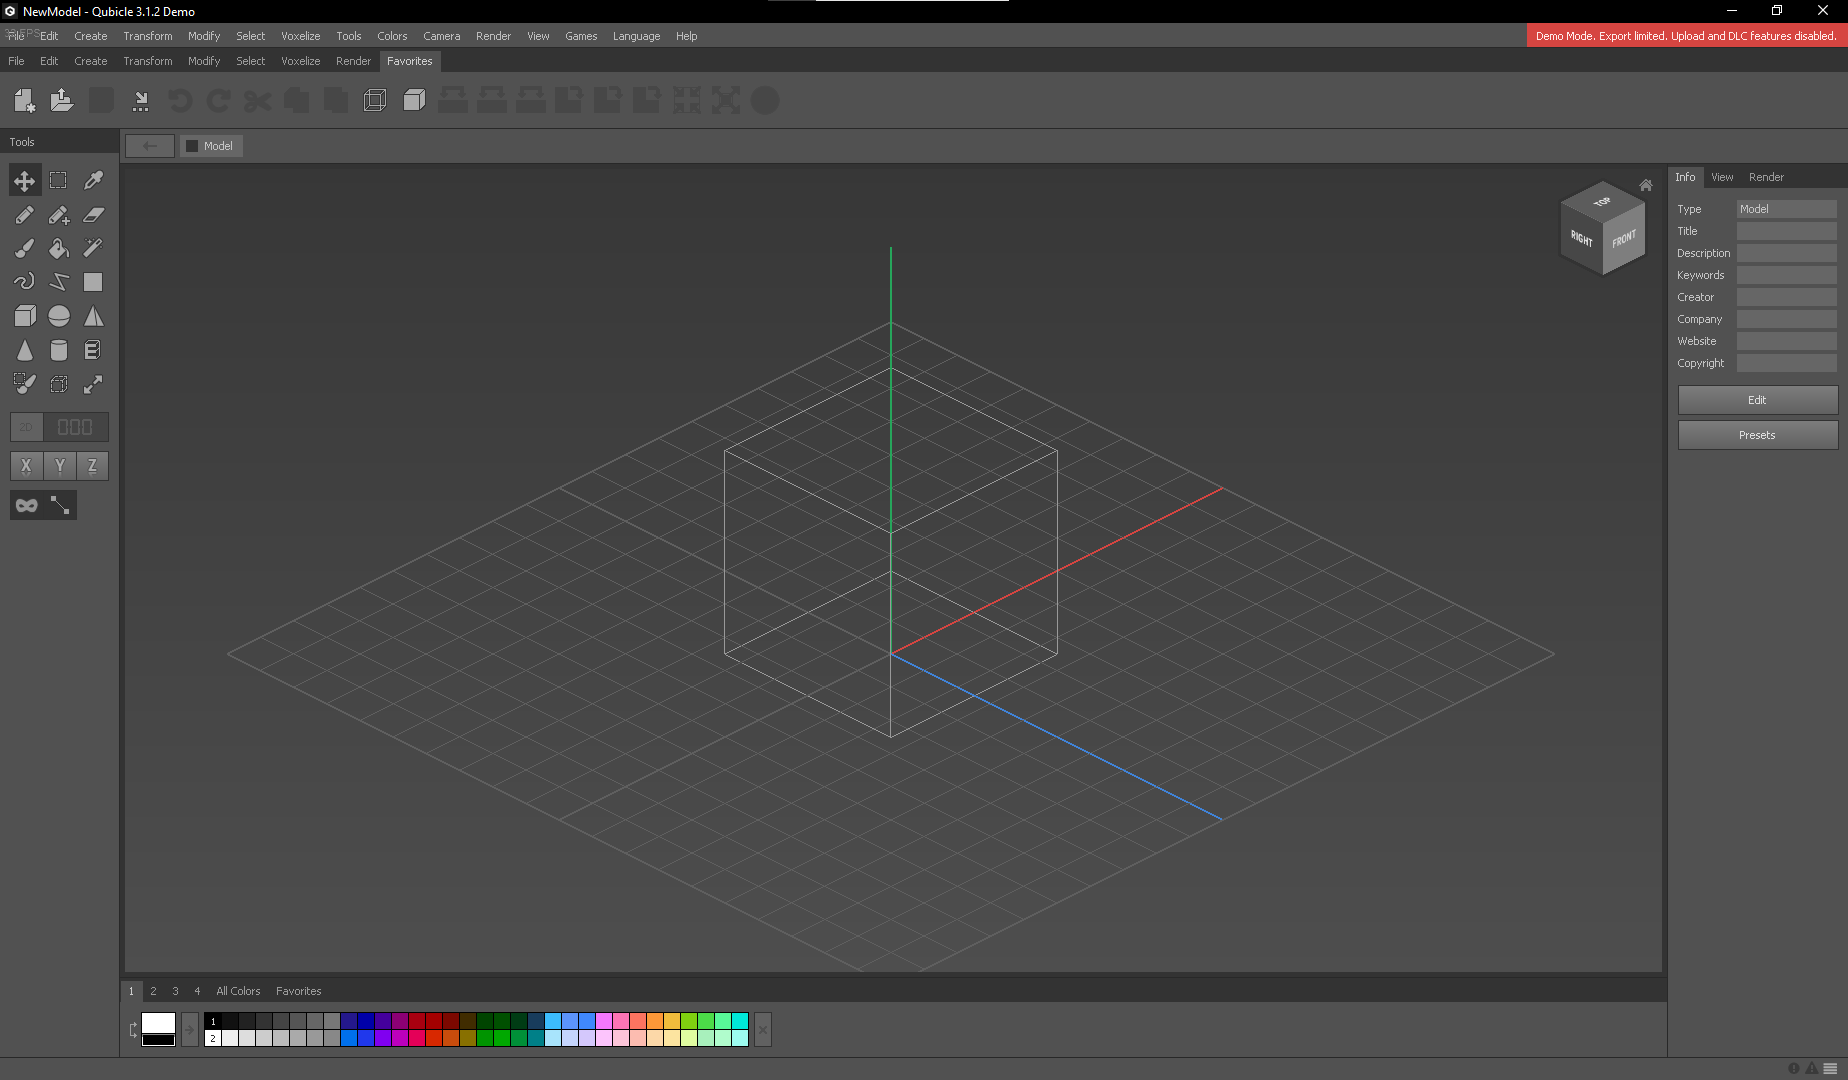 NewModel - Qubicle 3.1.2 Demo
File Edit Create Transform Modify Select Voxelize Tools Colors Camera Render View Games Language Help
Demo Mode. Export limited. Upload and DLC features disabled.
File Edit Create Transform Modify Select Voxelize Render Favorites
Tools
Model
Info View Render
TOP
RIGHT FRONT
Type Model
Title
Description
Keywords
Creator
Company
Website
Copyright
Edit
Presets
2D 000
X Y Z
1 2 3 4 All Colors Favorites
1
2